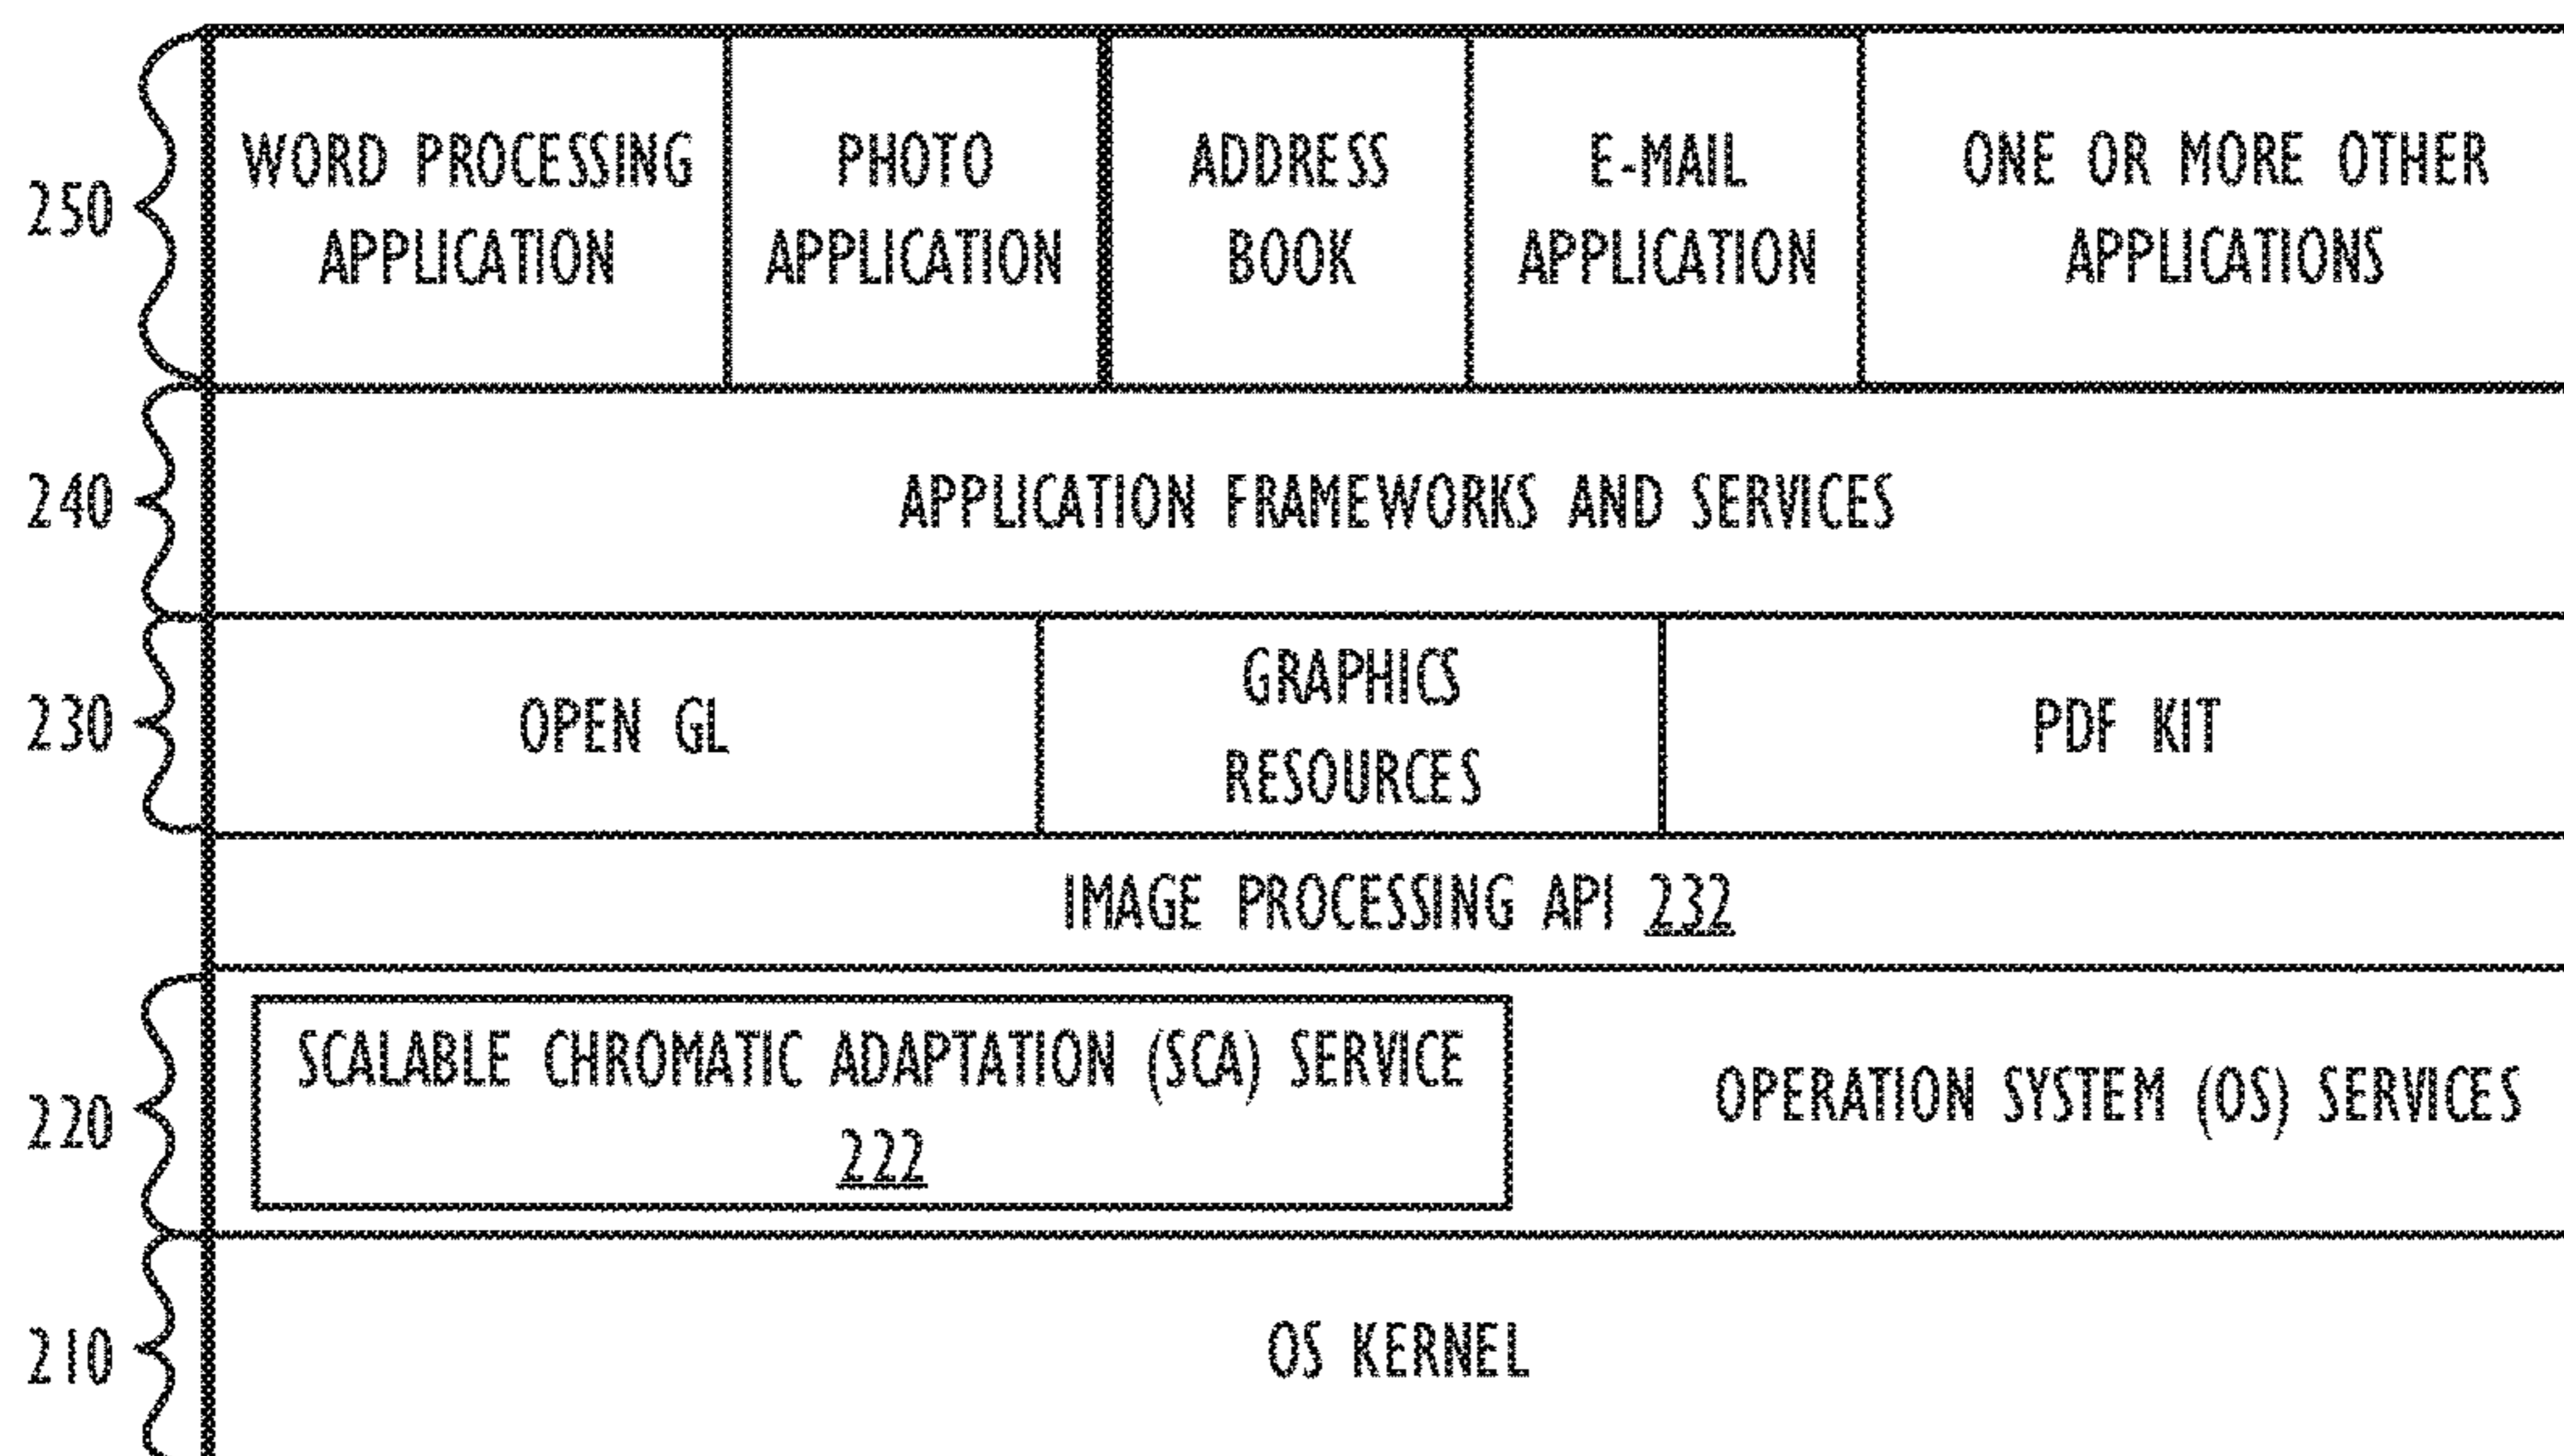 250
WORD PROCESSING
APPLICATION
PHOTO
APPLICATION
ADDRESS
BOOK
E-MAIL
APPLICATION
ONE OR MORE OTHER
APPLICATIONS
240
APPLICATION FRAMEWORKS AND SERVICES
230
OPEN GL
GRAPHICS
RESOURCES
PDF KIT
IMAGE PROCESSING API 232
220
SCALABLE CHROMATIC ADAPTATION (SCA) SERVICE
222
OPERATION SYSTEM (OS) SERVICES
210
OS KERNEL